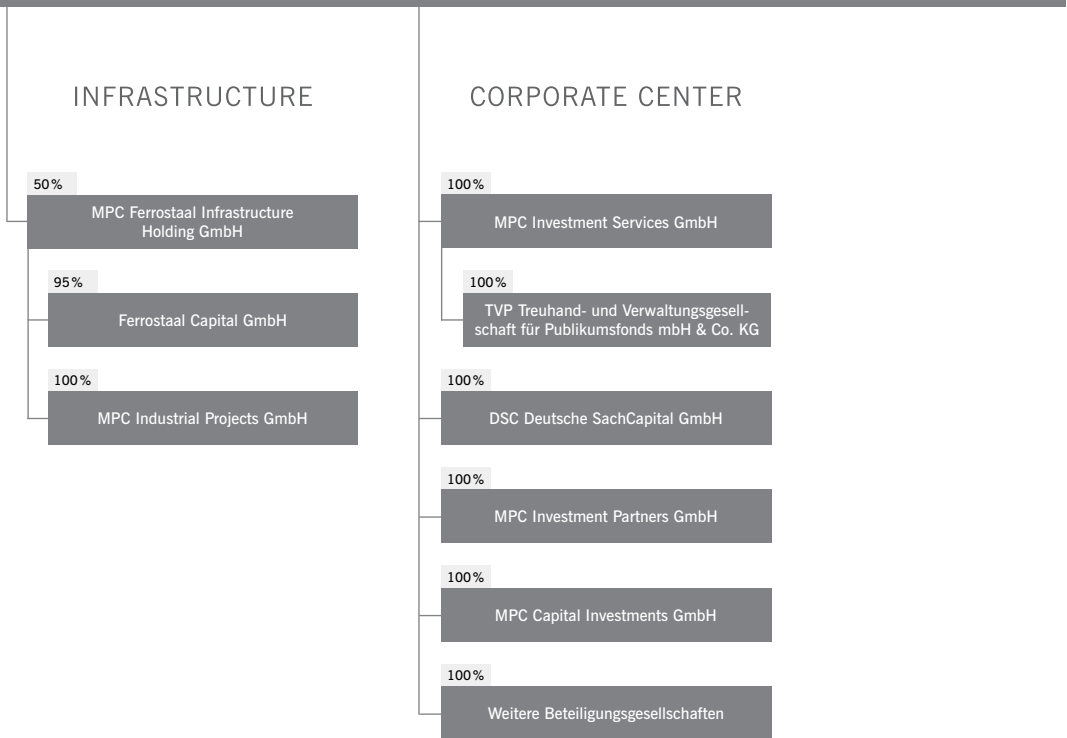 INFRASTRUCTURE
50%
MPC Ferrostaal Infrastructure
Holding GmbH
95%
Ferrostaal Capital GmbH
100%
MPC Industrial Projects GmbH
CORPORATE CENTER
100%
MPC Investment Services GmbH
100%
TVP Treuhand- und Verwaltungsgesell-
schaft für Publikumsfonds mbH & Co. KG
100%
DSC Deutsche SachCapital GmbH
100%
MPC Investment Partners GmbH
100%
MPC Capital Investments GmbH
100%
Weitere Beteiligungsgesellschaften